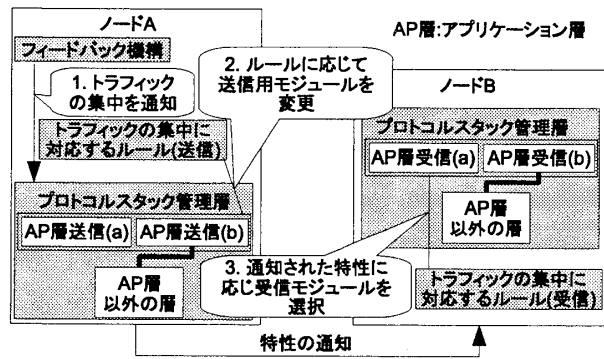 ノードA
フィードバック機構
1. トラフィック
の集中を通知
トラフィックの集中に
対応するルール(送信)
プロトコルスタック管理層
AP層送信(a)
AP層送信(b)
AP層
以外の層
2. ルールに応じて
送信用モジュールを
変更
AP層:アプリケーション層
ノードB
プロトコルスタック管理層
AP層受信(a)
AP層受信(b)
AP層
以外の層
3. 通知された特性に
応じ受信モジュールを
選択
トラフィックの集中に
対応するルール(受信)
特性の通知